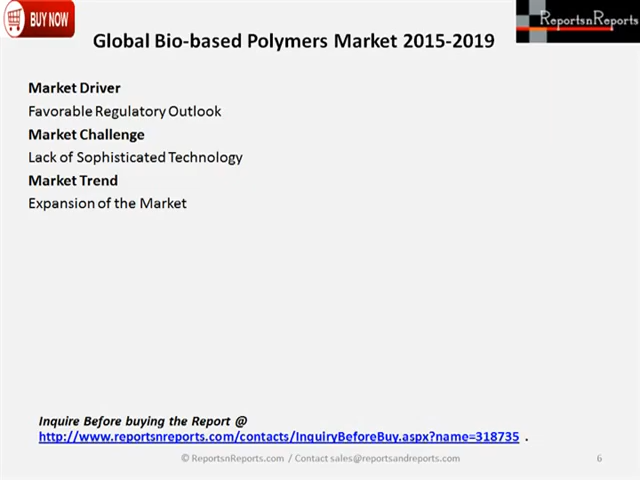 BUY NOW
ReportsnReports
Global Bio-based Polymers Market 2015-2019
Market Driver
Favorable Regulatory Outlook
Market Challenge
Lack of Sophisticated Technology
Market Trend
Expansion of the Market
Inquire Before buying the Report @
http://www.reportsnreports.com/contacts/InquiryBeforeBuy.aspx?name=318735 .
© ReportsnReports.com / Contact sales@reportsandreports.com
6